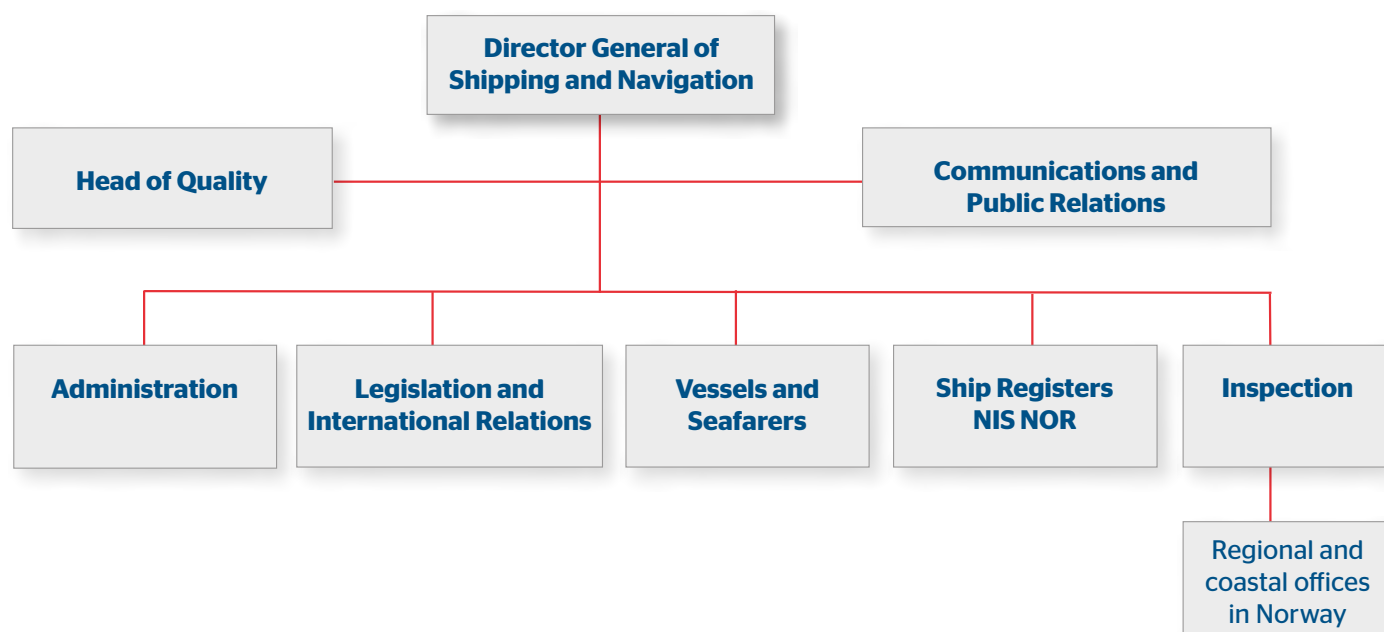 Director General of
Shipping and Navigation
Head of Quality
Communications and
Public Relations
Administration
Legislation and
International Relations
Vessels and
Seafarers
Ship Registers
NIS NOR
Inspection
Regional and
coastal offices
in Norway